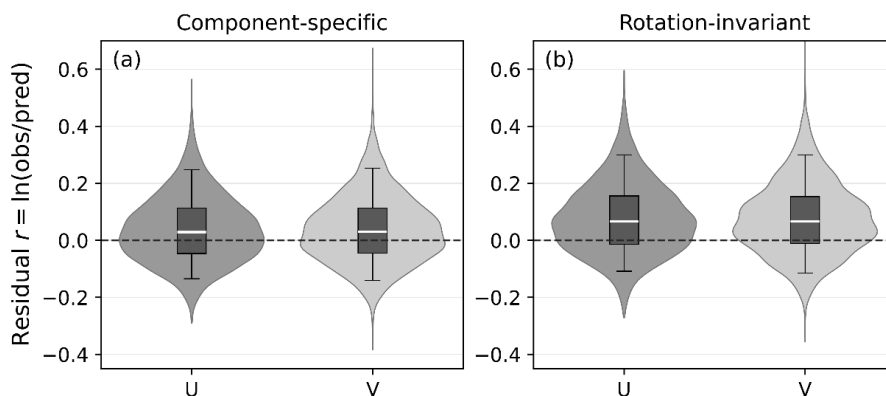 Component-specific
Rotation-invariant
Residual r = ln(obs/pred)
(a)
(b)
0.6
0.4
0.2
0.0
−0.2
−0.4
0.6
0.4
0.2
0.0
−0.2
−0.4
U
V
U
V